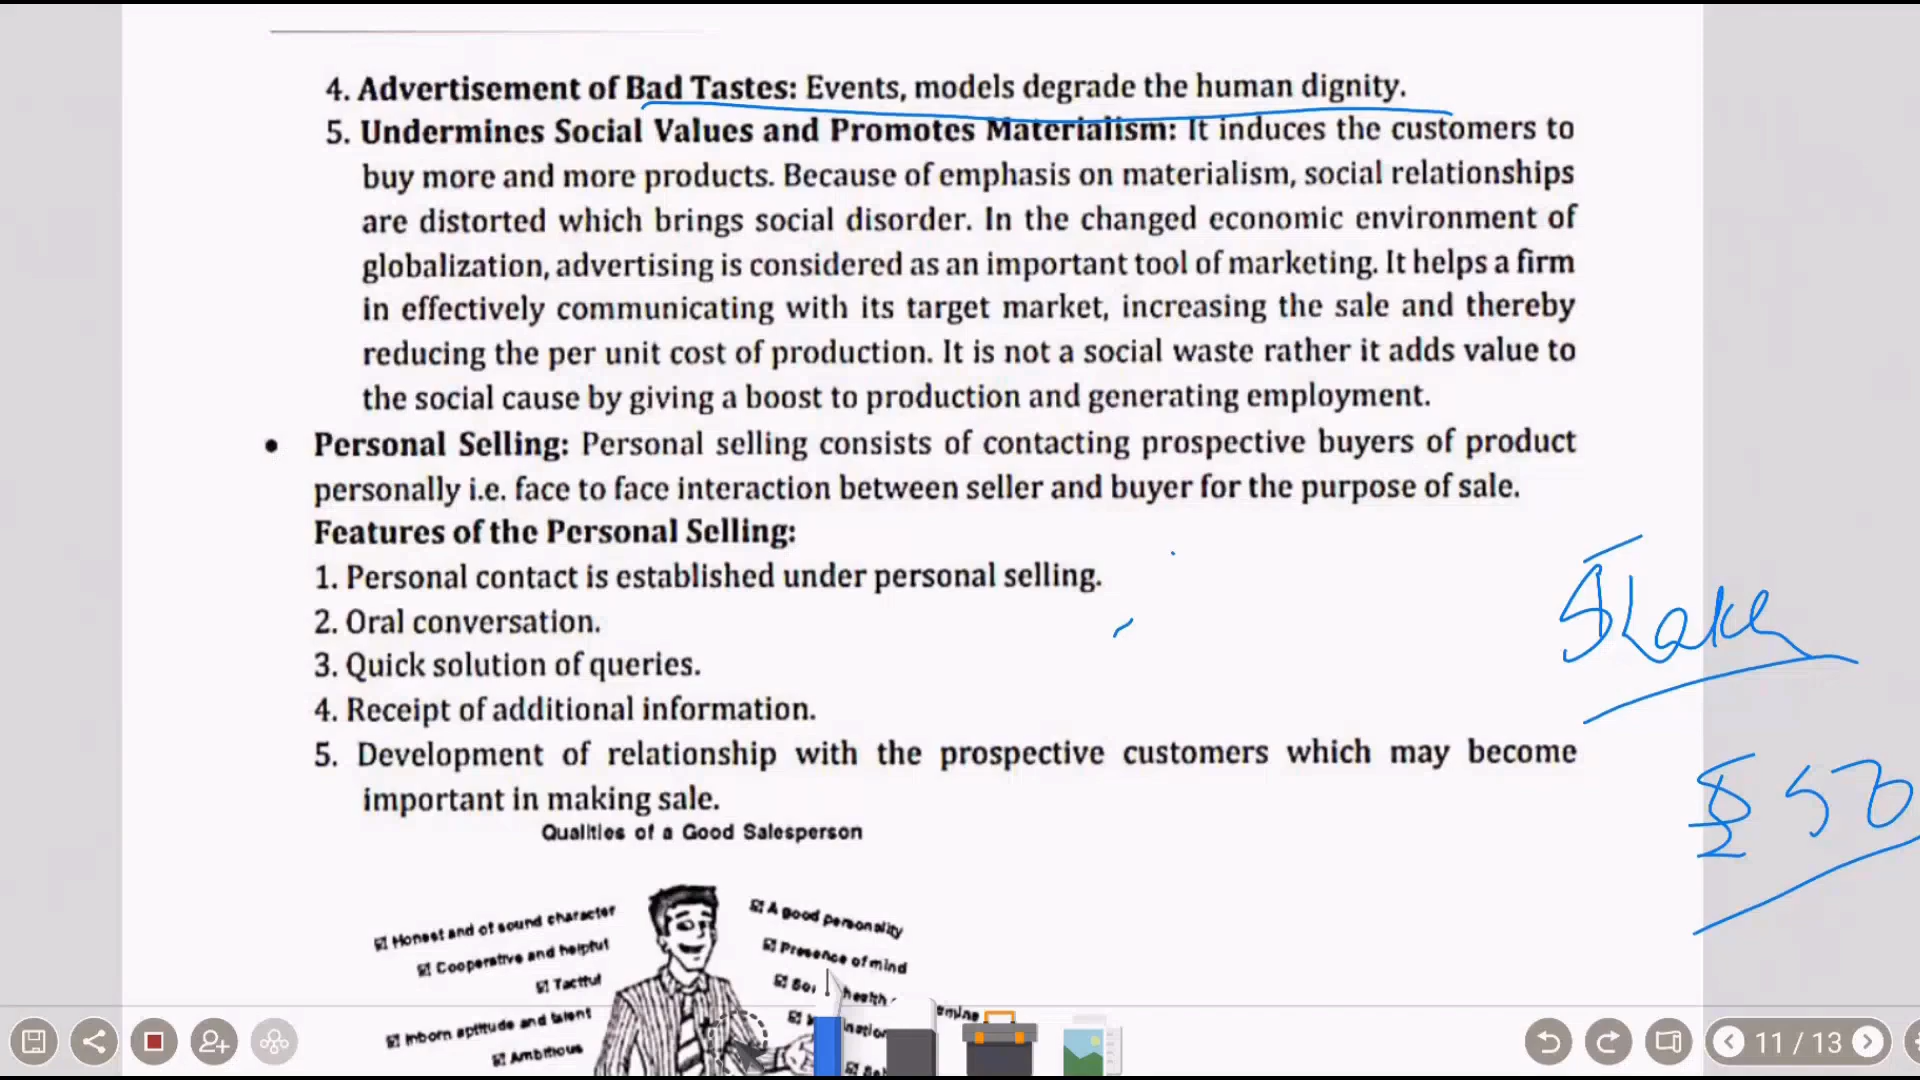 4. Advertisement of Bad Tastes: Events, models degrade the human dignity.
5. Undermines Social Values and Promotes Materialism: It induces the customers to
buy more and more products. Because of emphasis on materialism, social relationships
are distorted which brings social disorder. In the changed economic environment of
globalization, advertising is considered as an important tool of marketing. It helps a firm
in effectively communicating with its target market, increasing the sale and thereby
reducing the per unit cost of production. It is not a social waste rather it adds value to
the social cause by giving a boost to production and generating employment.
• Personal Selling: Personal selling consists of contacting prospective buyers of product
personally i.e. face to face interaction between seller and buyer for the purpose of sale.
Features of the Personal Selling:
1. Personal contact is established under personal selling.
2. Oral conversation.
3. Quick solution of queries.
4. Receipt of additional information.
5. Development of relationship with the prospective customers which may become
important in making sale.
50
Qualities of a Good Salesperson
Honest and of sound character
Cooperative and helpful
Tactful
Inborn aptitude and talent
Ambitious
A good personality
Presence of mind
health
11 / 13